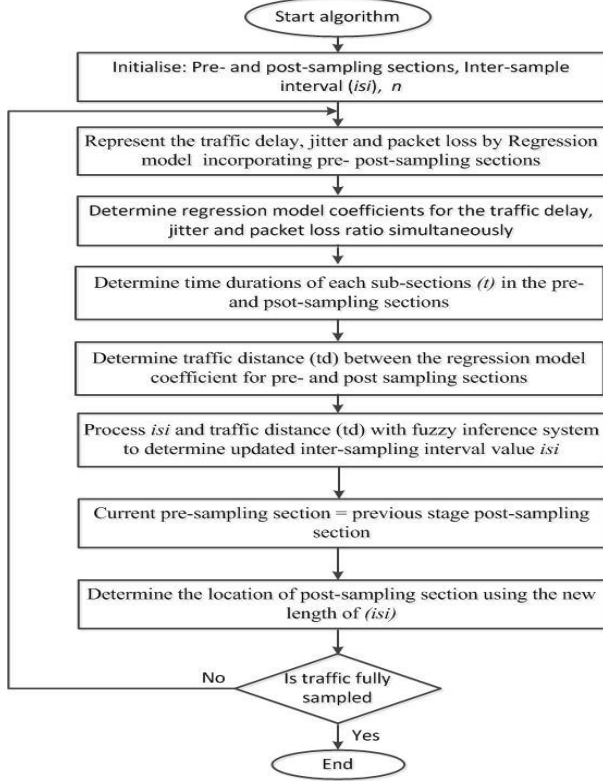 Start algorithm
Initialise: Pre- and post-sampling sections, Inter-sample
interval (isi), n
Represent the traffic delay, jitter and packet loss by Regression
model incorporating pre- post-sampling sections
Determine regression model coefficients for the traffic delay,
jitter and packet loss ratio simultaneously
Determine time durations of each sub-sections (t) in the pre-
and psot-sampling sections
Determine traffic distance (td) between the regression model
coefficient for pre- and post sampling sections
Process isi and traffic distance (td) with fuzzy inference system
to determine updated inter-sampling interval value isi
Current pre-sampling section = previous stage post-sampling
section
Determine the location of post-sampling section using the new
length of (isi)
No
Is traffic fully
sampled
Yes
End